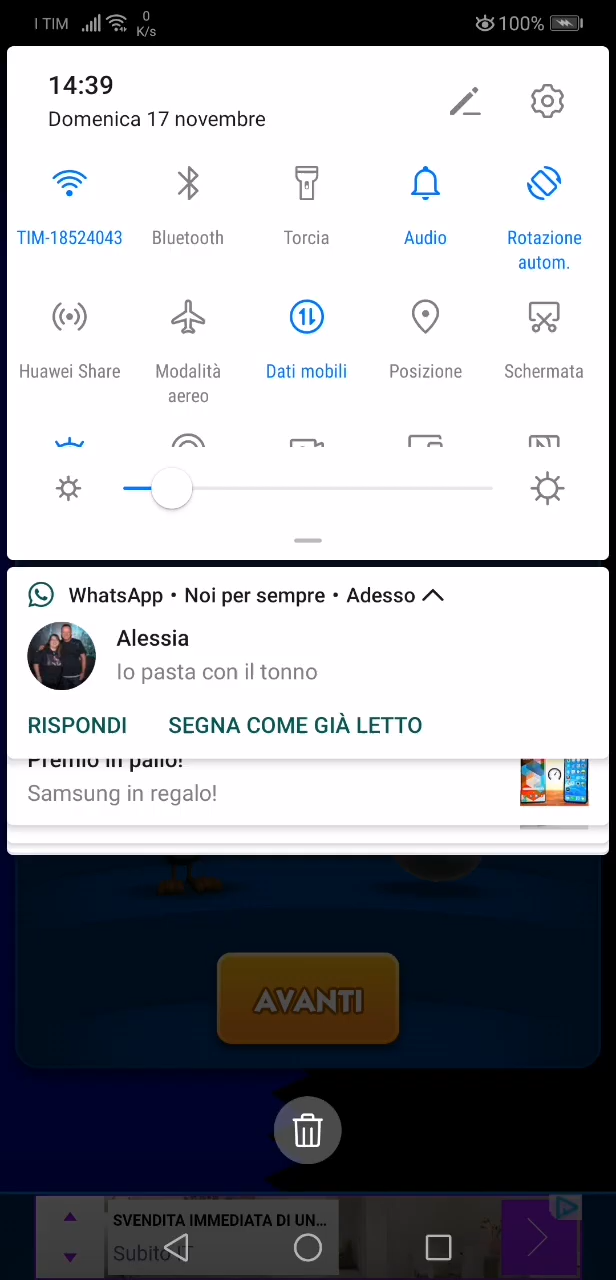 | TIM
0
K/s
100%
14:39
Domenica 17 novembre
TIM-18524043
Bluetooth
Torcia
Audio
Rotazione
autom.
Huawei Share
Modalità
aereo
Dati mobili
Posizione
Schermata
WhatsApp • Noi per sempre • Adesso
Alessia
Io pasta con il tonno
RISPONDI SEGNA COME GIÀ LETTO
Premio in palio!
Samsung in regalo!
AVANTI
SVENDITA IMMEDIATA DI UN...
Subito IT